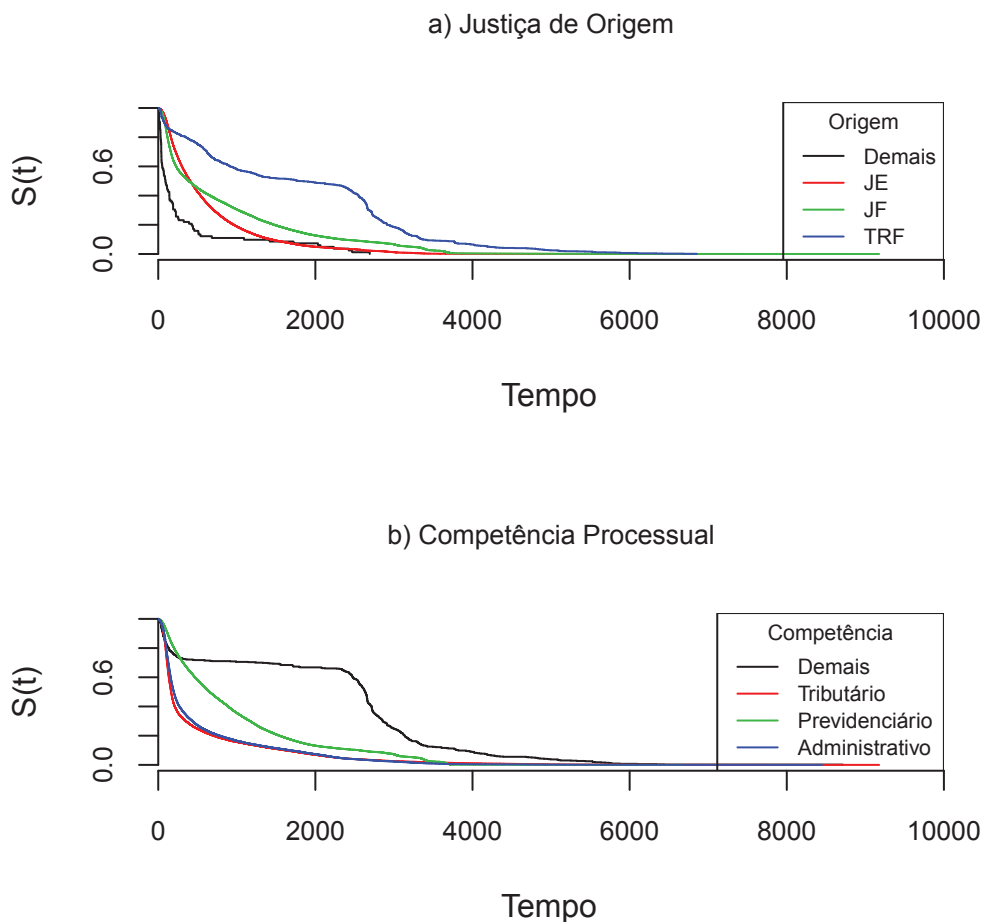 a) Justiça de Origem
S(t)
0.6
0.0
Origem
Demais
JE
JF
TRF
0 2000 4000 6000 8000 10000
Tempo
b) Competência Processual
S(t)
0.6
0.0
Competência
Demais
Tributário
Previdenciário
Administrativo
0 2000 4000 6000 8000 10000
Tempo